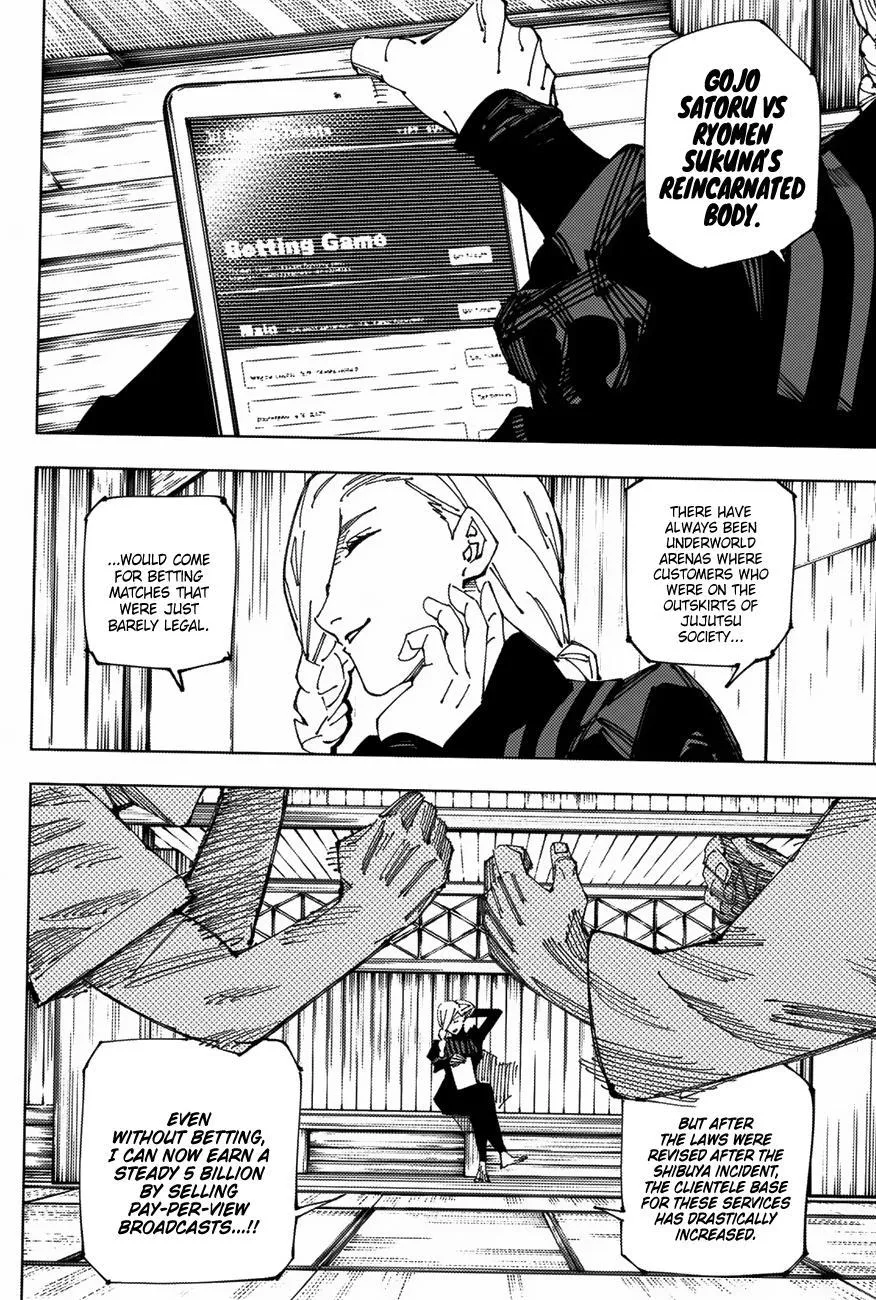 GOJO
SATORU VS
RYOMEN
SUKUNA'S
REINCARNATED
BODY.
Betting Game
Main
THERE HAVE
ALWAYS BEEN
UNDERWORLD
ARENAS WHERE
CUSTOMERS WHO
WERE ON THE
OUTSKIRTS OF
JUJUTSU
SOCIETY...
...WOULD COME
FOR BETTING
MATCHES THAT
WERE JUST
BARELY LEGAL.
BUT AFTER
THE LAWS WERE
REVISED AFTER THE
SHIBUYA INCIDENT,
THE CLIENTELE BASE
FOR THESE SERVICES
HAS DRASTICALLY
INCREASED.
EVEN
WITHOUT BETTING,
I CAN NOW EARN A
STEADY 5 BILLION
BY SELLING
PAY-PER-VIEW
BROADCASTS...!!